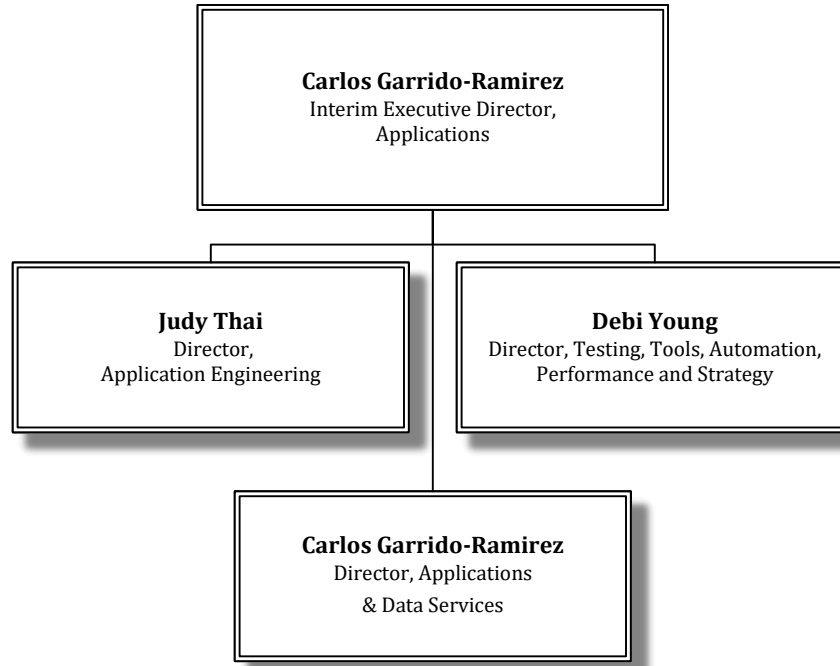 Carlos Garrido-Ramirez
Interim Executive Director,
Applications
Judy Thai
Director,
Application Engineering
Debi Young
Director, Testing, Tools, Automation,
Performance and Strategy
Carlos Garrido-Ramirez
Director, Applications
& Data Services